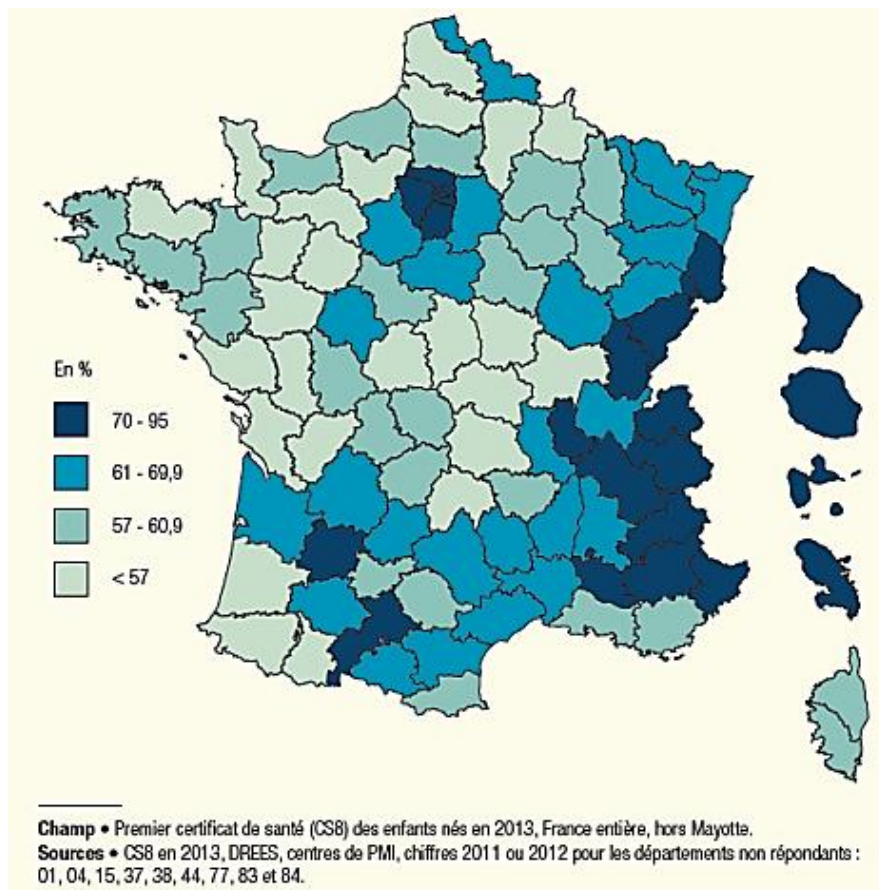 En %
70 - 95
61 - 69,9
57 - 60,9
< 57
Champ • Premier certificat de santé (CS8) des enfants nés en 2013, France entière, hors Mayotte.
Sources • CS8 en 2013, DREES, centres de PMI, chiffres 2011 ou 2012 pour les départements non répondants :
01, 04, 15, 37, 38, 44, 77, 83 et 84.